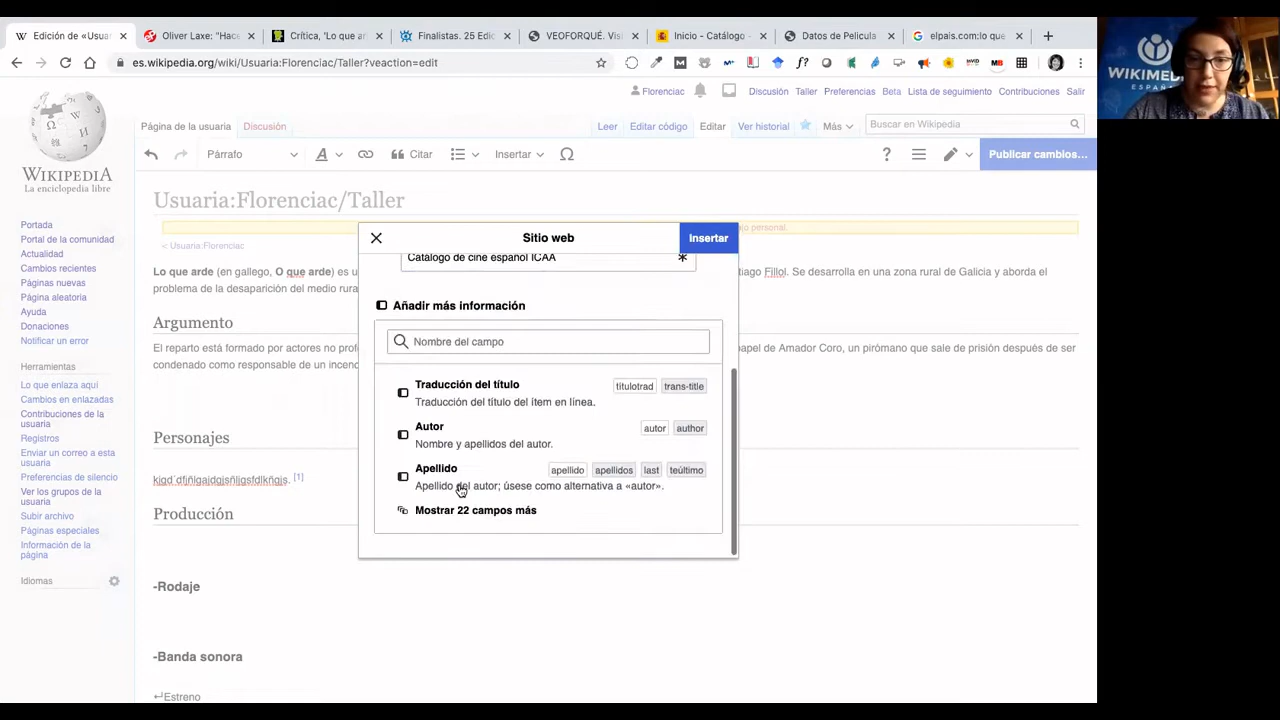 Edición de «Usua
Oliver Laxe: "Hace
Crítica, 'Lo que ar
Finalistas. 25 Edic
VEOFORQUÉ. Vis
Inicio - Catálogo
Datos de Pelicula
elpais.com:lo que
es.wikipedia.org/wiki/Usuaria:Florenciac/Taller?veaction=edit
WIKIMEDIA
ESPAÑA
Florenciac
Discusión
Taller
Preferencias
Beta
Lista de seguimiento
Contribuciones
Salir
Página de la usuaria
Discusión
Leer
Editar código
Editar
Ver historial
Más
Buscar en Wikipedia
Párrafo
A
Citar
Insertar
Ω
?
Publicar cambios...
WIKIPEDIA
La enciclopedia libre
Portada
Portal de la comunidad
Actualidad
Cambios recientes
Páginas nuevas
Página aleatoria
Ayuda
Donaciones
Notificar un error
Herramientas
Lo que enlaza aquí
Cambios en enlazadas
Contribuciones de la
usuaria
Registros
Enviar un correo a esta
usuaria
Preferencias de silencio
Ver los grupos de la
usuaria
Subir archivo
Páginas especiales
Información de la
página
Idiomas
Usuaria:Florenciac/Taller
personal.
< Usuaria:Florenciac
Lo que arde (en gallego, O que arde) es u
tiago Fillol. Se desarrolla en una zona rural de Galicia y aborda el
problema de la desaparición del medio rura
Argumento
El reparto está formado por actores no prof
papel de Amador Coro, un pirómano que sale de prisión después de ser
condenado como responsable de un incen
Personajes
[1]
Producción
-Rodaje
-Banda sonora
↵Estreno
Sitio web
Insertar
Catálogo de cine español ICAA
Añadir más información
Nombre del campo
Traducción del título
titulotrad
trans-title
Traducción del título del ítem en línea.
Autor
autor
author
Nombre y apellidos del autor.
Apellido
apellido
apellidos
last
teúltimo
Apellido del autor; úsese como alternativa a «autor».
Mostrar 22 campos más